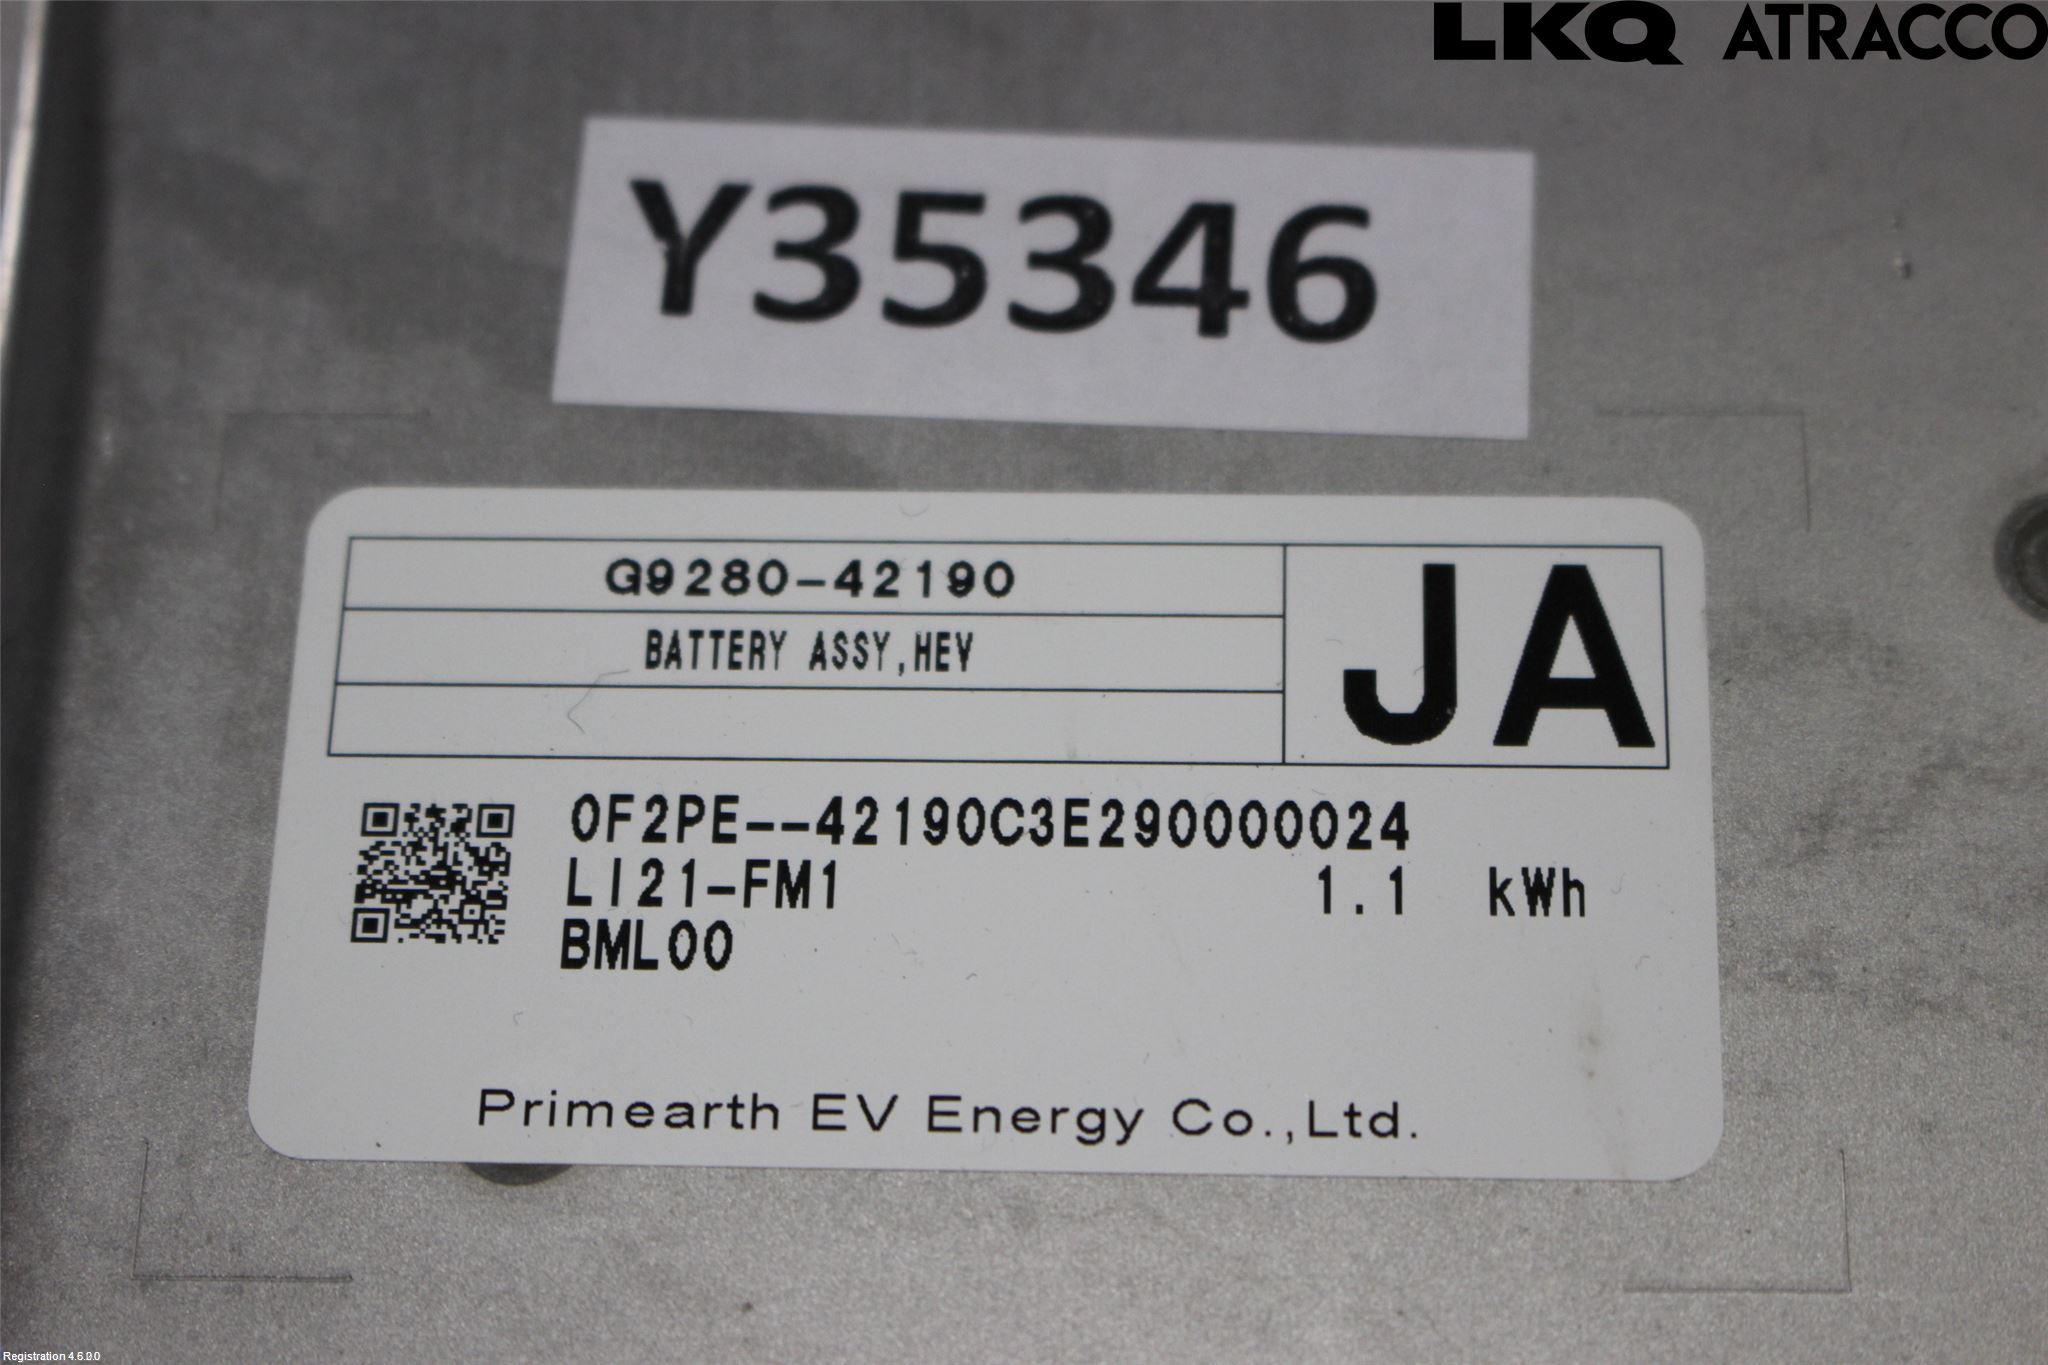 LKQ ATRACCO
Y35346
G9280-42190
BATTERY ASSY,HEV
JA
0F2PE--42190C3E290000024
LI21-FM1 1.1 kWh
BML00
Primearth EV Energy Co.,Ltd.
Registration 4.6.0.0